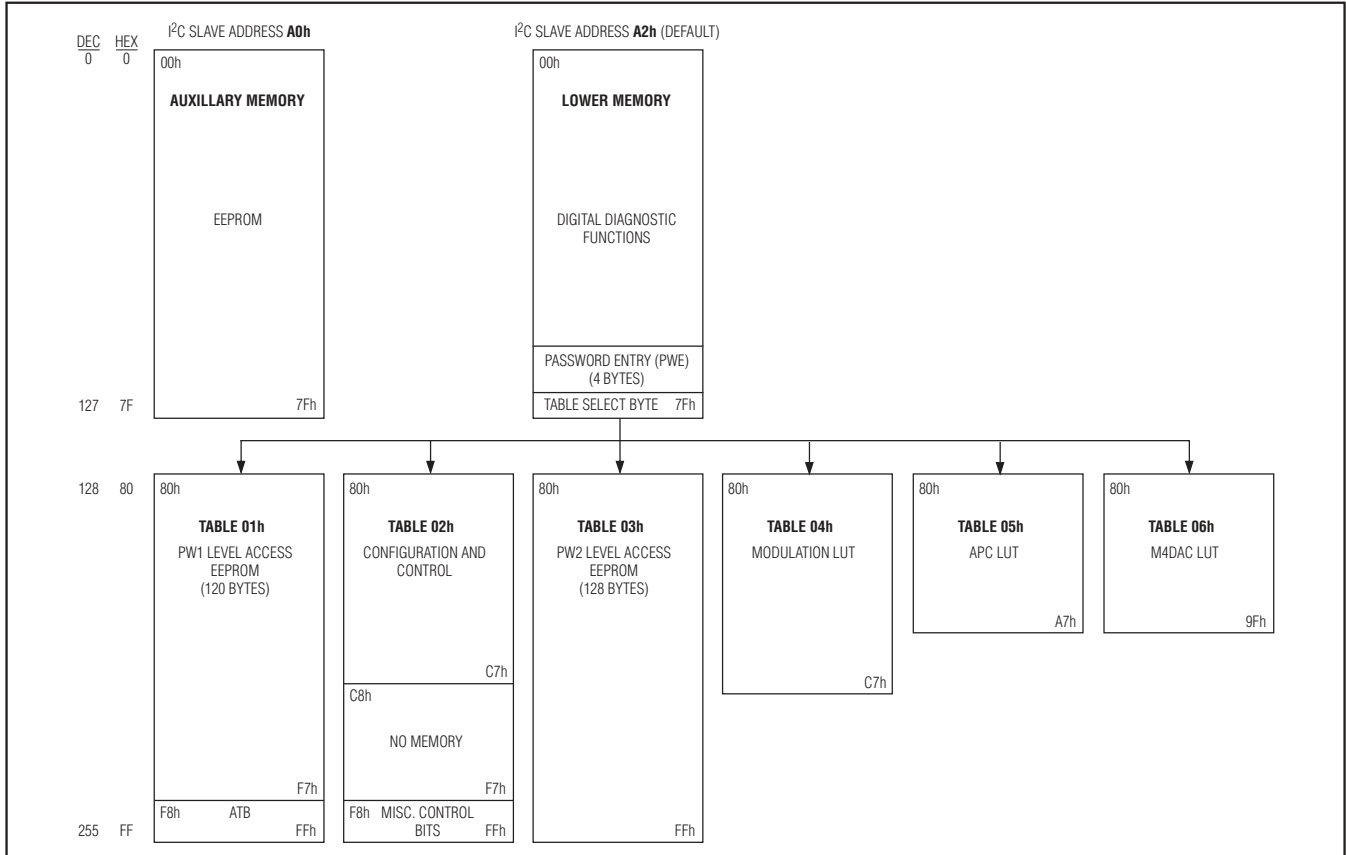 DEC HEX
0 0
I2C SLAVE ADDRESS A0h
00h
AUXILLARY MEMORY
EEPROM
127 7F
7Fh
I2C SLAVE ADDRESS A2h (DEFAULT)
00h
LOWER MEMORY
DIGITAL DIAGNOSTIC
FUNCTIONS
PASSWORD ENTRY (PWE)
(4 BYTES)
TABLE SELECT BYTE 7Fh
128 80
80h
TABLE 01h
PW1 LEVEL ACCESS
EEPROM
(120 BYTES)
F7h
F8h ATB
FFh
255 FF
80h
TABLE 02h
CONFIGURATION AND
CONTROL
C7h
C8h
NO MEMORY
F7h
F8h MISC. CONTROL
BITS FFh
80h
TABLE 03h
PW2 LEVEL ACCESS
EEPROM
(128 BYTES)
FFh
80h
TABLE 04h
MODULATION LUT
C7h
80h
TABLE 05h
APC LUT
A7h
80h
TABLE 06h
M4DAC LUT
9Fh